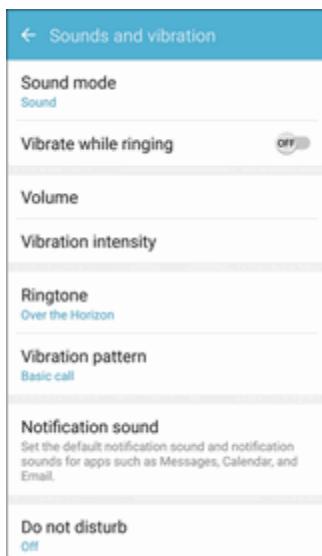 Sounds and vibration
Sound mode
Sound
Vibrate while ringing
OFF
Volume
Vibration intensity
Ringtone
Over the Horizon
Vibration pattern
Basic call
Notification sound
Set the default notification sound and notification
sounds for apps such as Messages, Calendar, and
Email.
Do not disturb
Off